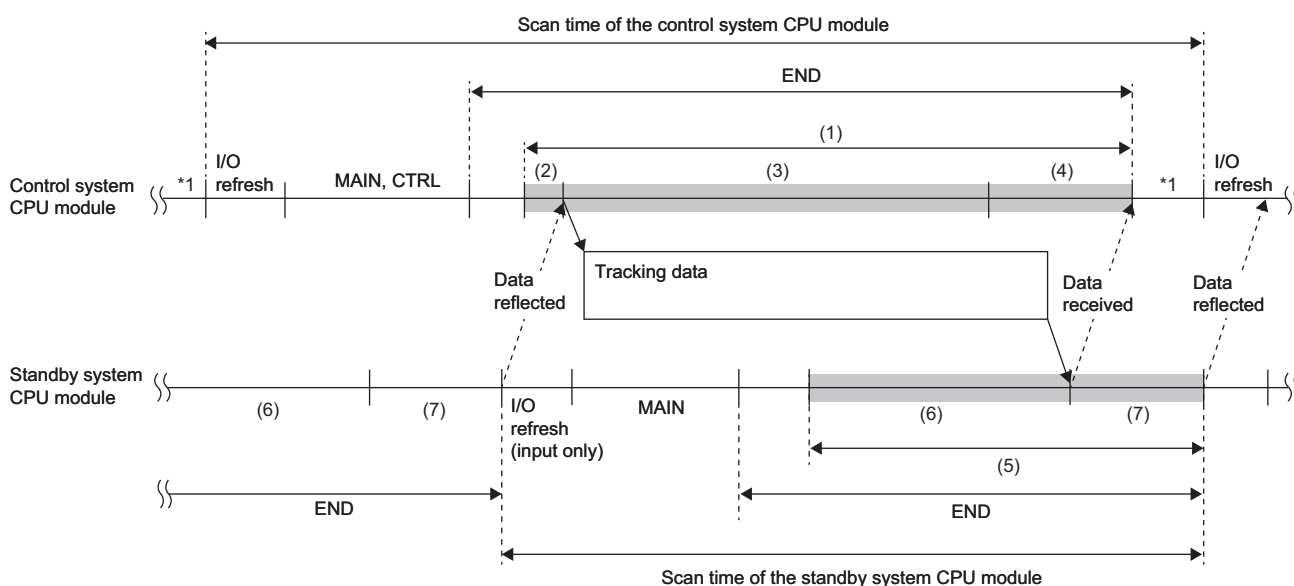 Scan time of the control system CPU module
END
(1)
Control system
CPU module
*1
I/O
refresh
MAIN, CTRL
(2)
(3)
(4)
*1
I/O
refresh
Data
reflected
Tracking data
Data
received
Data
reflected
Standby system
CPU module
(6)
(7)
I/O
refresh
(input only)
MAIN
(6)
(7)
(5)
END
END
Scan time of the standby system CPU module